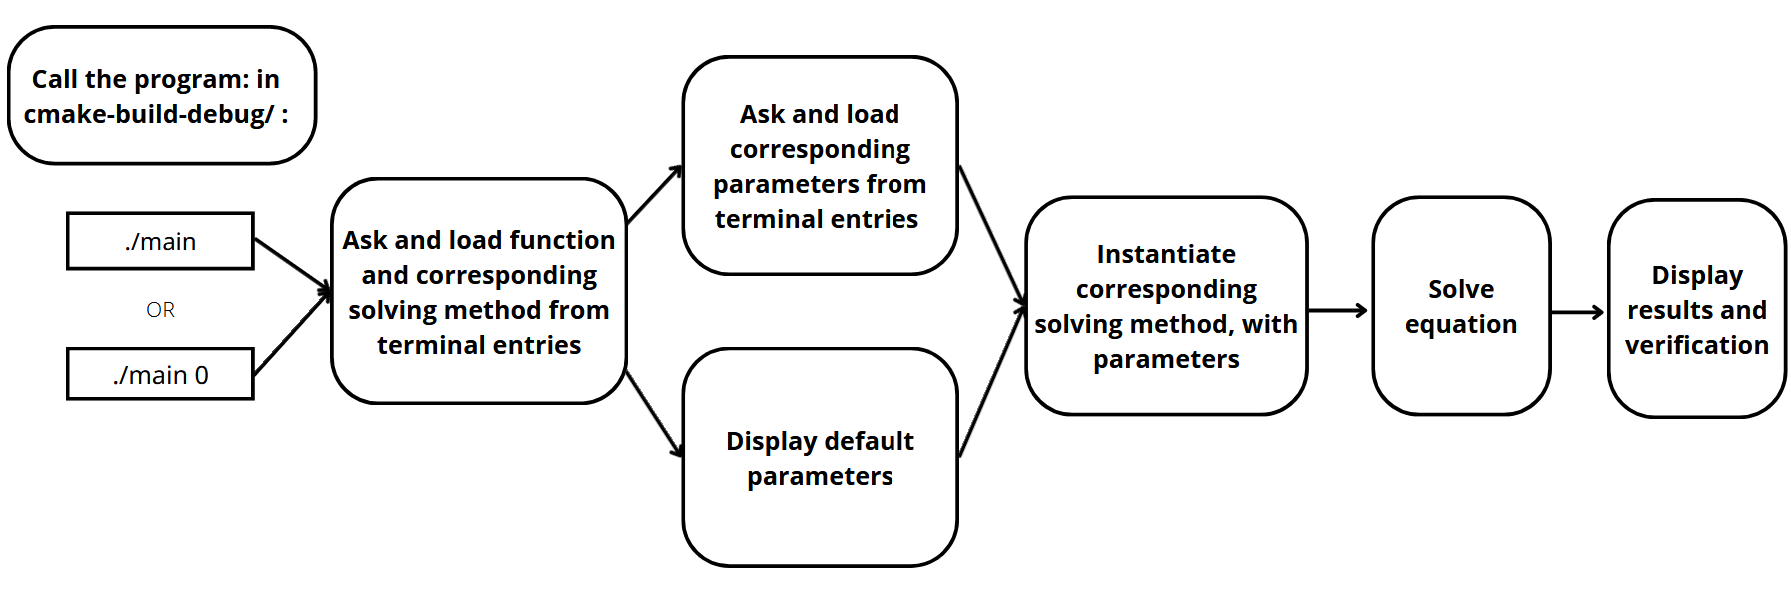 Call the program: in
cmake-build-debug/ :
./main
OR
./main 0
Ask and load function
and corresponding
solving method from
terminal entries
Ask and load
corresponding
parameters from
terminal entries
Display default
parameters
Instantiate
corresponding
solving method, with
parameters
Solve
equation
Display
results and
verification